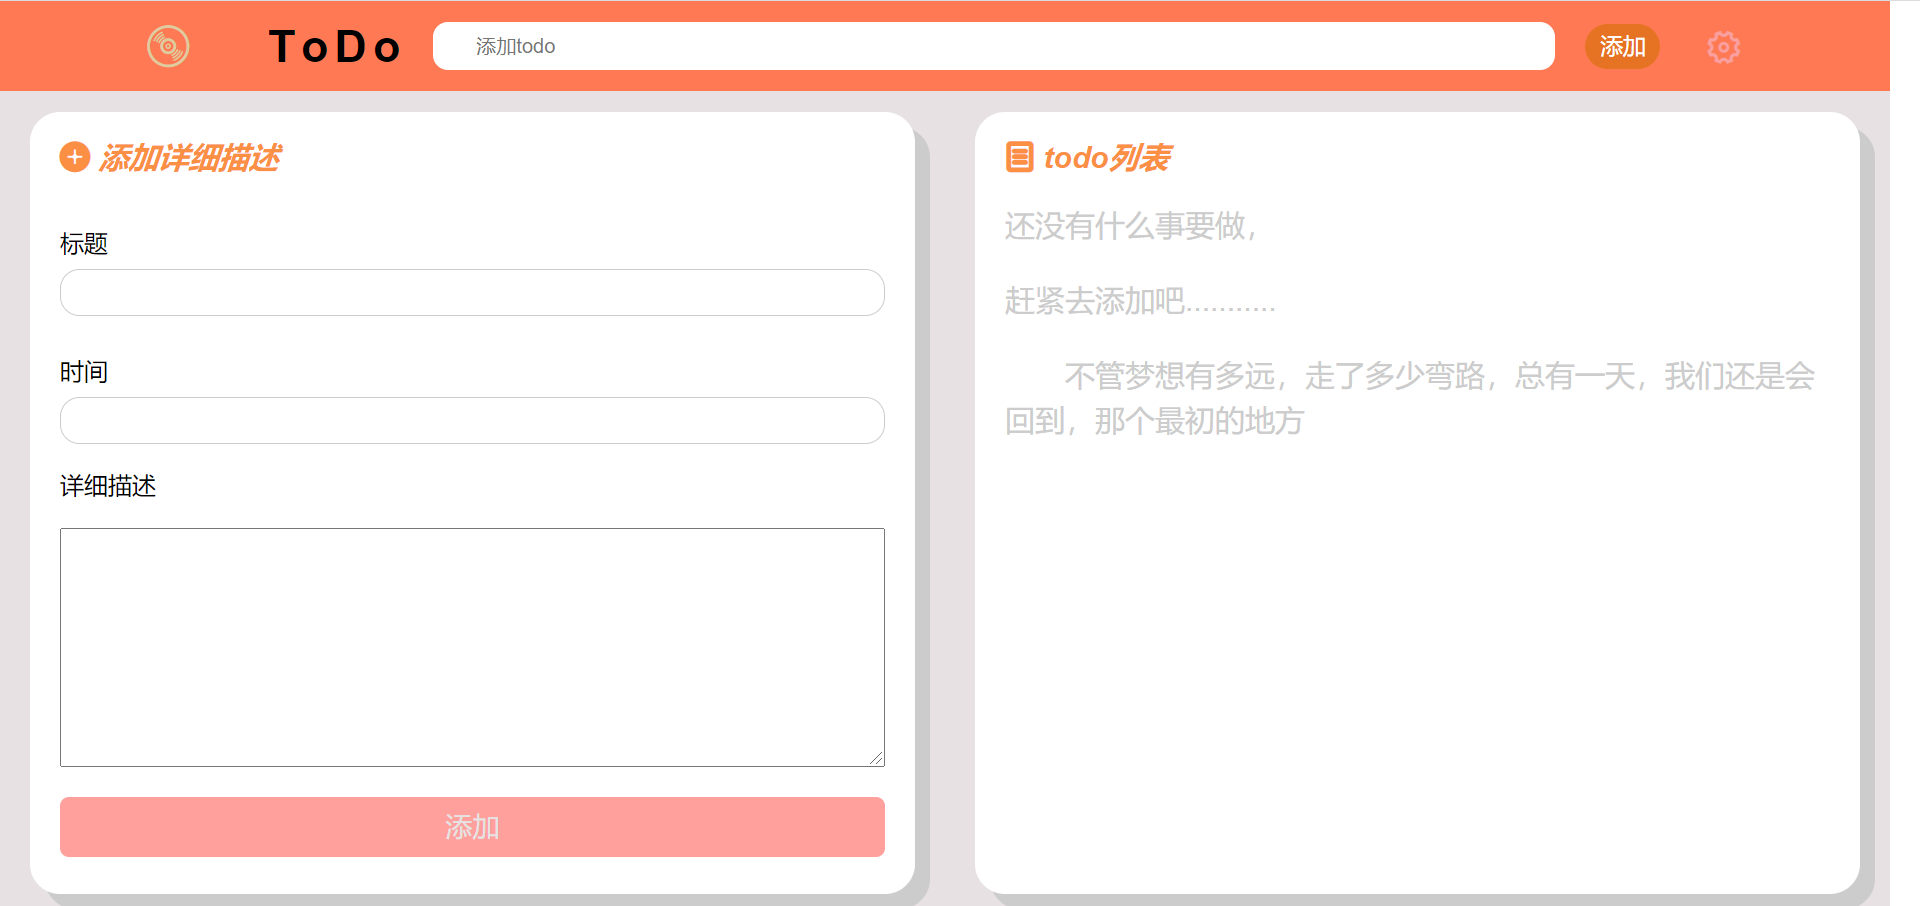 ToDo
添加todo
添加
添加详细描述
标题
时间
详细描述
添加
todo列表
还没有什么事要做，
赶紧去添加吧...........
不管梦想有多远，走了多少弯路，总有一天，我们还是会
回到，那个最初的地方